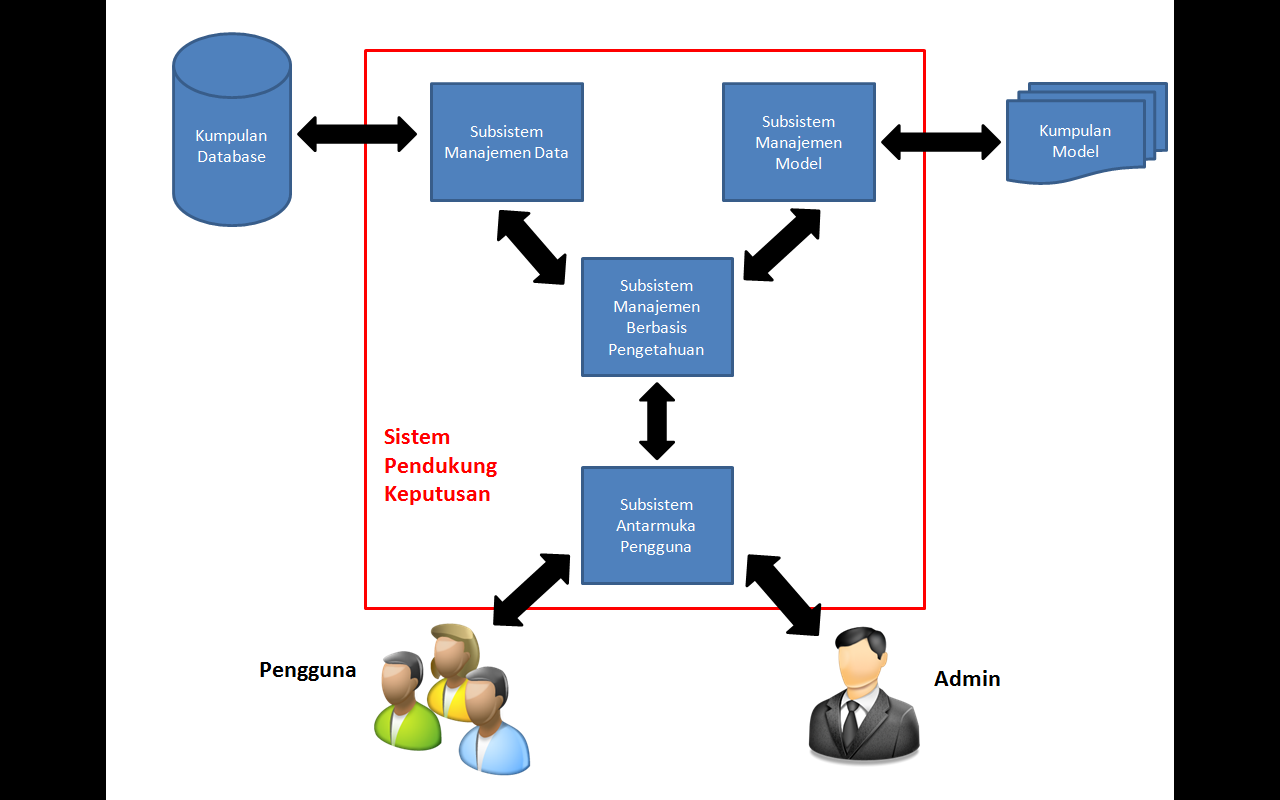 Kumpulan
Database
Subsistem
Manajemen Data
Subsistem
Manajemen
Model
Kumpulan
Model
Subsistem
Manajemen
Berbasis
Pengetahuan
Sistem
Pendukung
Keputusan
Subsistem
Antarmuka
Pengguna
Pengguna
Admin